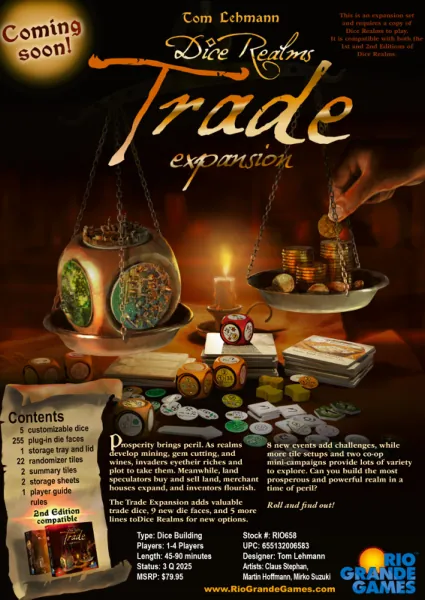 Tom Lehmann
Coming
soon!
This is an expansion set
and requires a copy of
Dice Realms to play.
It is compatible with both the
1st and 2nd Editions of
Dice Realms.
Dice Realms
Trade
expansion
Contents
5 customizable dice
255 plug-in die faces
1 storage tray and lid
22 randomizer tiles
2 summary tiles
2 storage sheets
1 player guide
rules
2nd Edition
compatible
Trade
Prosperity brings peril. As realms
develop mining, gem cutting, and
wines, invaders eyetheir riches and
plot to take them. Meanwhile, land
speculators buy and sell land, merchant
houses expand, and inventors flourish.
The Trade Expansion adds valuable
trade dice, 9 new die faces, and 5 more
lines toDice Realms for new options.
8 new events add challenges, while
more tile setups and two co-op
mini-campaigns provide lots of variety
to explore. Can you build the most
prosperous and powerful realm in a
time of peril?
Roll and find out!
Type: Dice Building
Players: 1-4 Players
Length: 45-90 minutes
Status: 3 Q 2025
MSRP: $79.95
Stock #: RIO658
UPC: 655132006583
Designer: Tom Lehmann
Artists: Claus Stephan,
Martin Hoffmann, Mirko Suzuki
www.RioGrandeGames.com
RIO
GRANDE
GAMES